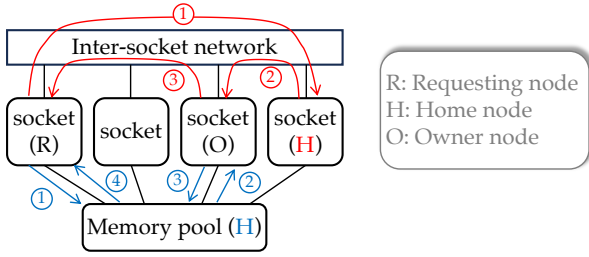 ①
Inter-socket network
③
②
socket
(R)
socket
socket
(O)
socket
(H)
①
④
③
②
Memory pool (H)
R: Requesting node
H: Home node
O: Owner node